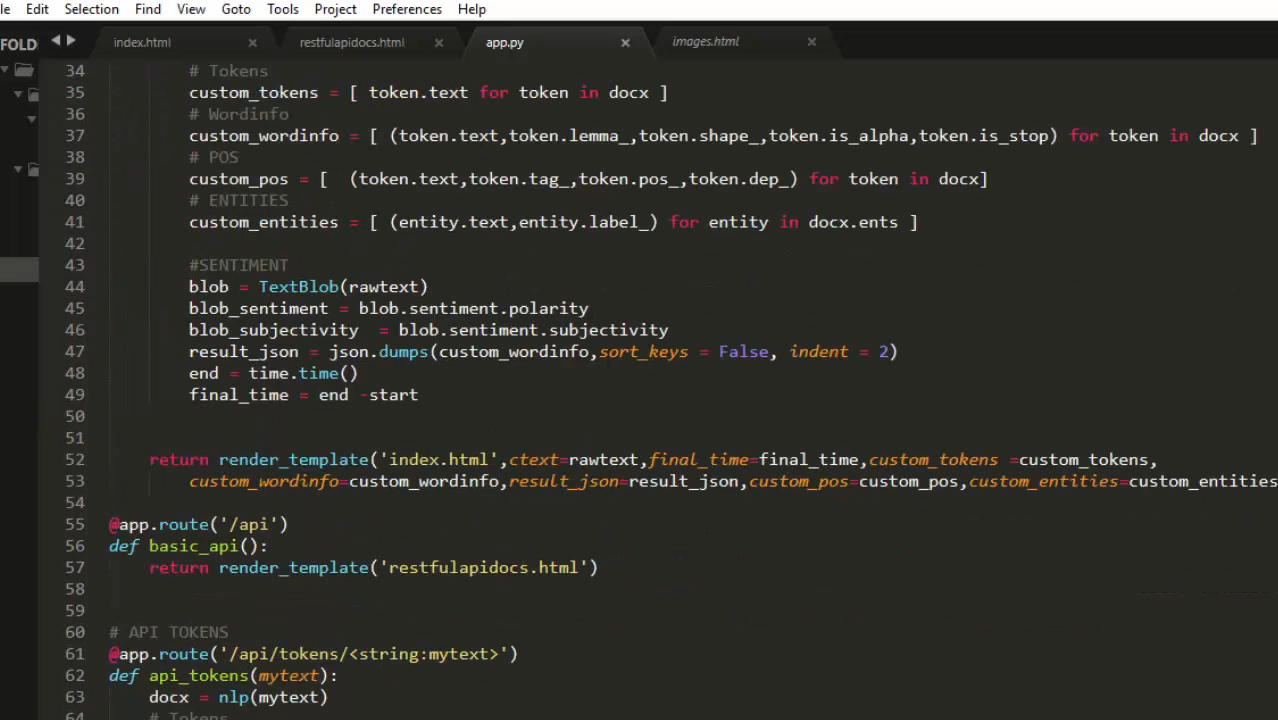 le Edit Selection Find View Goto Tools Project Preferences Help
FOLD index.html restfulapidocs.html app.py images.html
34 # Tokens
35 custom_tokens = [ token.text for token in docx ]
36 # Wordinfo
37 custom_wordinfo = [ (token.text,token.lemma_,token.shape_,token.is_alpha,token.is_stop) for token in docx ]
38 # POS
39 custom_pos = [ (token.text,token.tag_,token.pos_,token.dep_) for token in docx]
40 # ENTITIES
41 custom_entities = [ (entity.text,entity.label_) for entity in docx.ents ]
42
43 #SENTIMENT
44 blob = TextBlob(rawtext)
45 blob_sentiment = blob.sentiment.polarity
46 blob_subjectivity = blob.sentiment.subjectivity
47 result_json = json.dumps(custom_wordinfo,sort_keys = False, indent = 2)
48 end = time.time()
49 final_time = end -start
50
51
52 return render_template('index.html',ctext=rawtext,final_time=final_time,custom_tokens =custom_tokens,
53 custom_wordinfo=custom_wordinfo,result_json=result_json,custom_pos=custom_pos,custom_entities=custom_entities
54
55 @app.route('/api')
56 def basic_api():
57 return render_template('restfulapidocs.html')
58
59
60 # API TOKENS
61 @app.route('/api/tokens/<string:mytext>')
62 def api_tokens(mytext):
63 docx = nlp(mytext)
64 # Tokens